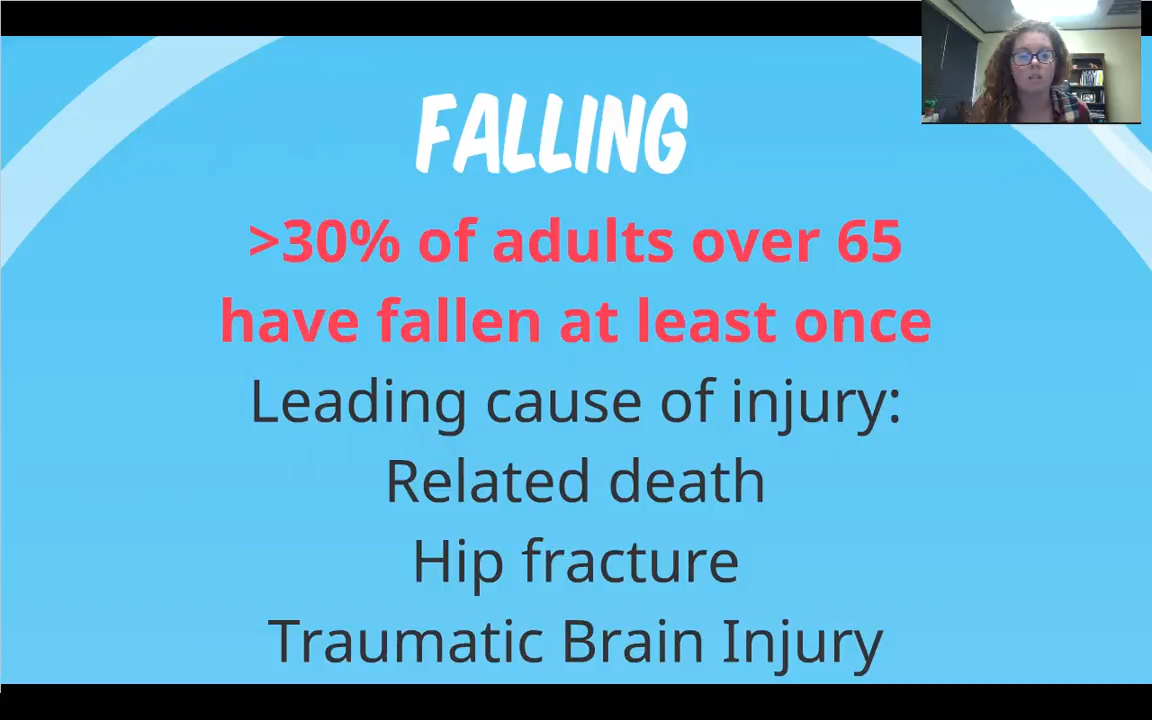 FALLING
>30% of adults over 65
have fallen at least once
Leading cause of injury:
Related death
Hip fracture
Traumatic Brain Injury